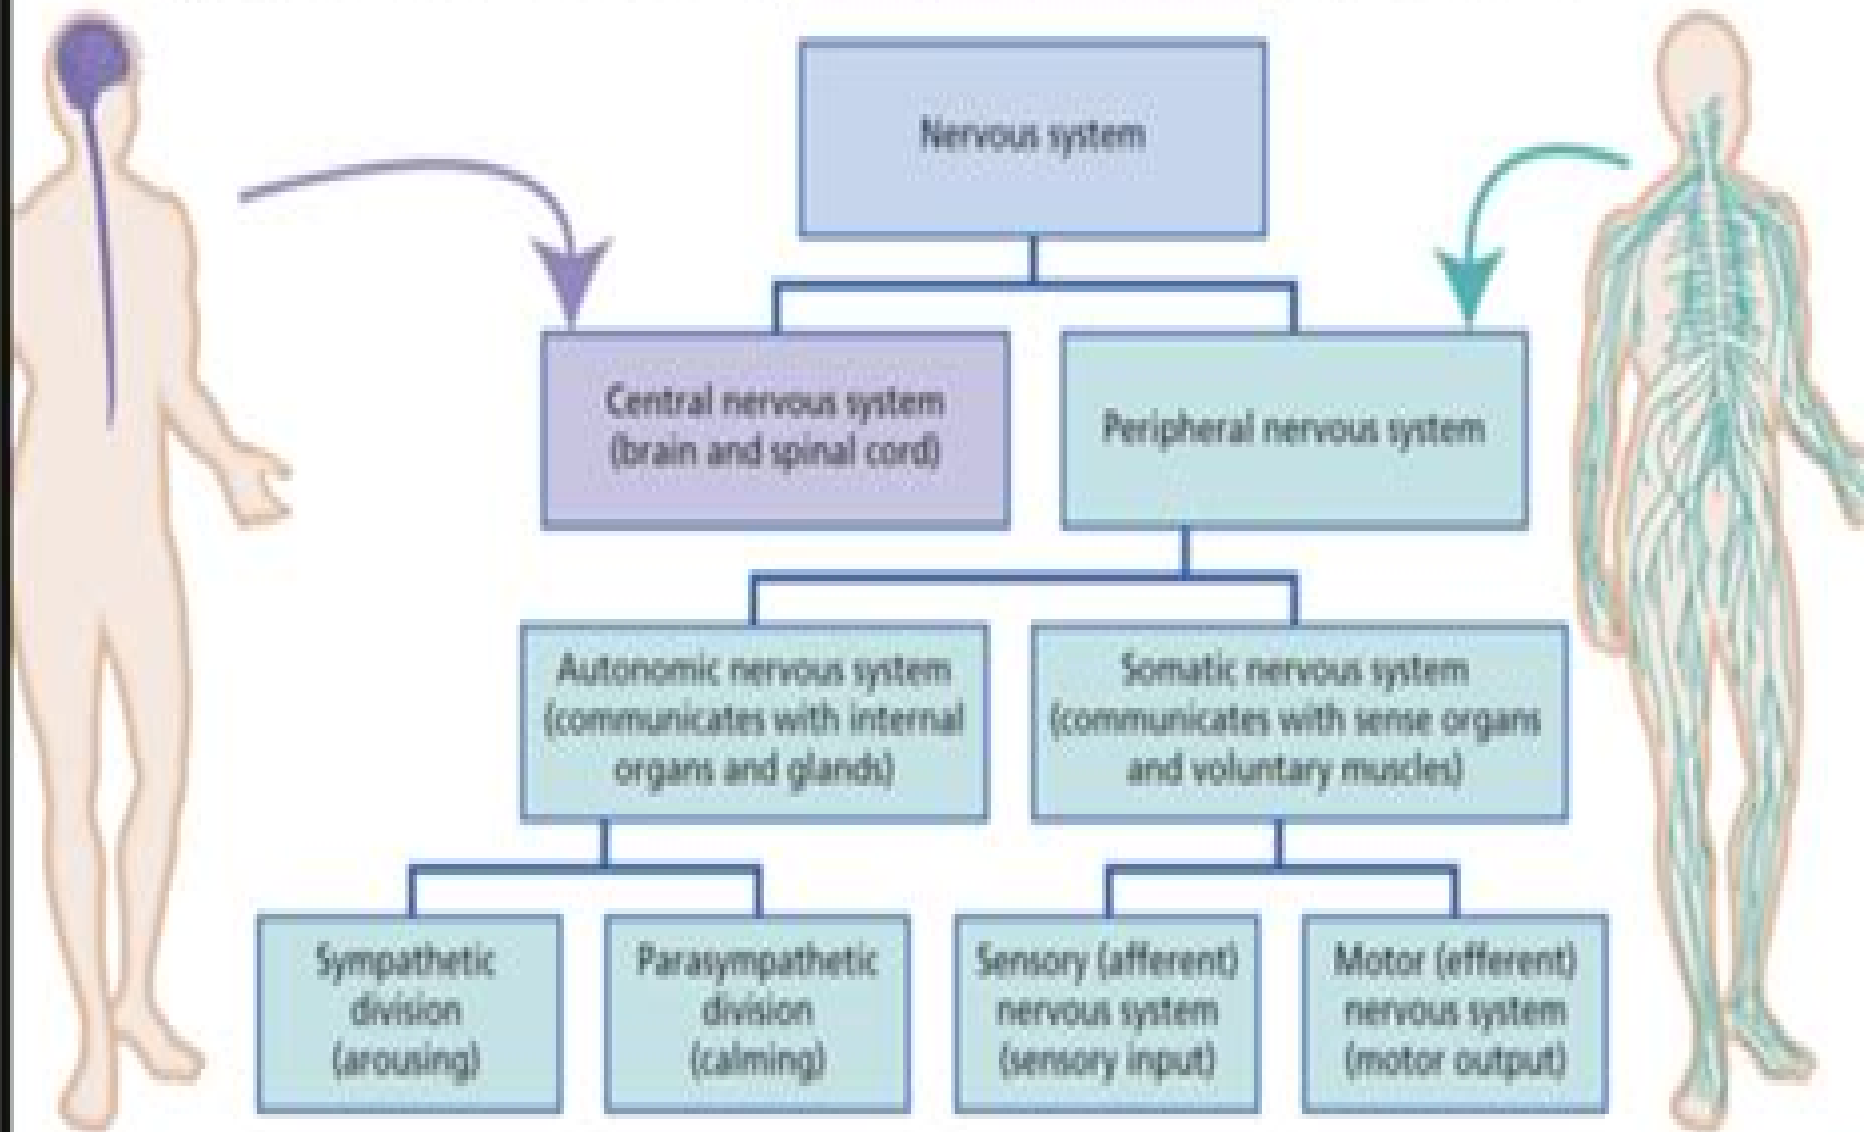 Nervous system
Central nervous system
(brain and spinal cord)
Peripheral nervous system
Autonomic nervous system
(communicates with internal
organs and glands)
Somatic nervous system
(communicates with sense organs
and voluntary muscles)
Sympathetic
division
(arousing)
Parasympathetic
division
(calming)
Sensory (afferent)
nervous system
(sensory input)
Motor (efferent)
nervous system
(motor output)